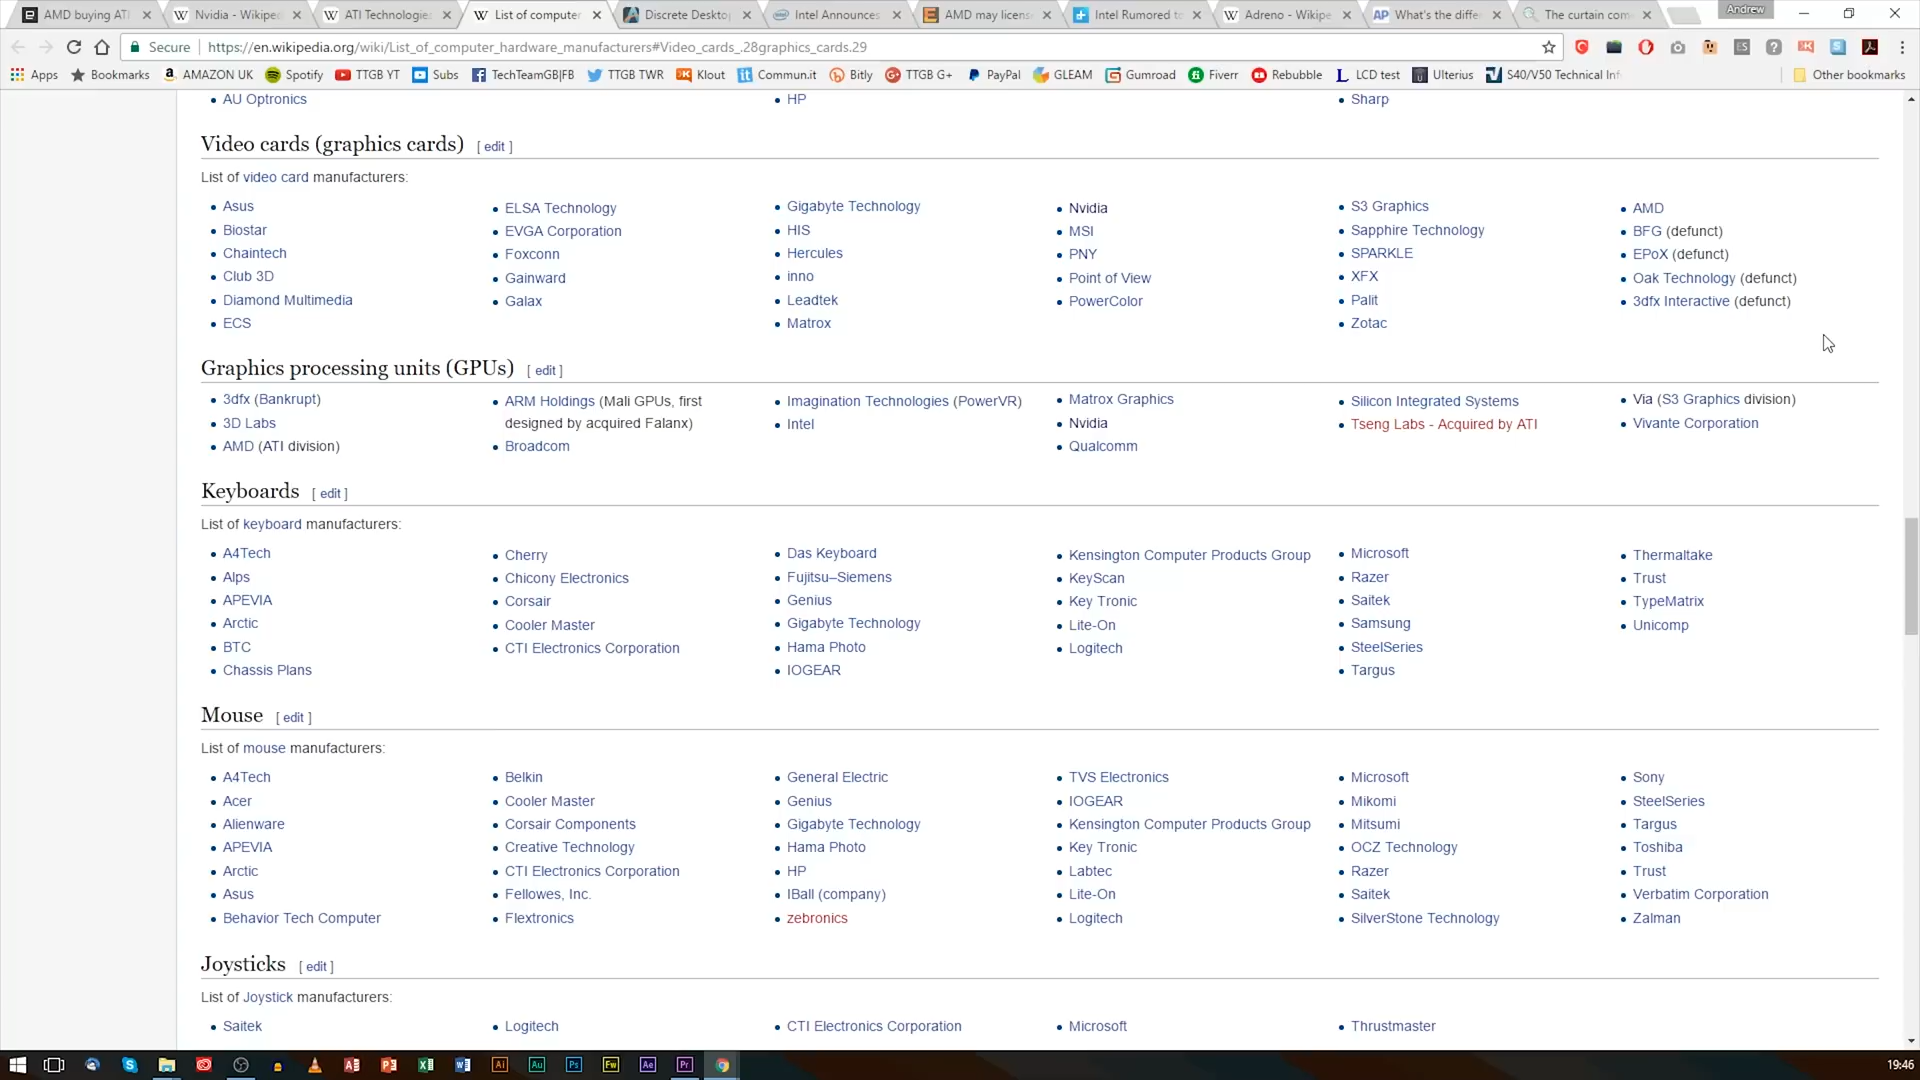 AMD buying ATI
Nvidia - Wikipe
ATI Technologies
List of computer
Discrete Deskto
Intel Announces
AMD may licens
Intel Rumored to
Adreno - Wikipe
What's the diffe
The curtain com
Andrew
Secure
https://en.wikipedia.org/wiki/List_of_computer_hardware_manufacturers#Video_cards_.28graphics_cards.29
Apps
Bookmarks
AMAZON UK
Spotify
TTGB YT
Subs
TechTeamGB|FB
TTGB TWR
Klout
Commun.it
Bitly
TTGB G+
PayPal
GLEAM
Gumroad
Fiverr
Rebubble
LCD test
Ulterius
S40/V50 Technical Inf
Other bookmarks
AU Optronics
HP
Sharp
Video cards (graphics cards) [ edit ]
List of video card manufacturers:
Asus
Biostar
Chaintech
Club 3D
Diamond Multimedia
ECS
ELSA Technology
EVGA Corporation
Foxconn
Gainward
Galax
Gigabyte Technology
HIS
Hercules
inno
Leadtek
Matrox
Nvidia
MSI
PNY
Point of View
PowerColor
S3 Graphics
Sapphire Technology
SPARKLE
XFX
Palit
Zotac
AMD
BFG (defunct)
EPoX (defunct)
Oak Technology (defunct)
3dfx Interactive (defunct)
Graphics processing units (GPUs) [ edit ]
3dfx (Bankrupt)
3D Labs
AMD (ATI division)
ARM Holdings (Mali GPUs, first
designed by acquired Falanx)
Broadcom
Imagination Technologies (PowerVR)
Intel
Matrox Graphics
Nvidia
Qualcomm
Silicon Integrated Systems
Tseng Labs - Acquired by ATI
Via (S3 Graphics division)
Vivante Corporation
Keyboards [ edit ]
List of keyboard manufacturers:
A4Tech
Alps
APEVIA
Arctic
BTC
Chassis Plans
Cherry
Chicony Electronics
Corsair
Cooler Master
CTI Electronics Corporation
Das Keyboard
Fujitsu–Siemens
Genius
Gigabyte Technology
Hama Photo
IOGEAR
Kensington Computer Products Group
KeyScan
Key Tronic
Lite-On
Logitech
Microsoft
Razer
Saitek
Samsung
SteelSeries
Targus
Thermaltake
Trust
TypeMatrix
Unicomp
Mouse [ edit ]
List of mouse manufacturers:
A4Tech
Acer
Alienware
APEVIA
Arctic
Asus
Behavior Tech Computer
Belkin
Cooler Master
Corsair Components
Creative Technology
CTI Electronics Corporation
Fellowes, Inc.
Flextronics
General Electric
Genius
Gigabyte Technology
Hama Photo
HP
IBall (company)
zebronics
TVS Electronics
IOGEAR
Kensington Computer Products Group
Key Tronic
Labtec
Lite-On
Logitech
Microsoft
Mikomi
Mitsumi
OCZ Technology
Razer
Saitek
SilverStone Technology
Sony
SteelSeries
Targus
Toshiba
Trust
Verbatim Corporation
Zalman
Joysticks [ edit ]
List of Joystick manufacturers:
Saitek
Logitech
CTI Electronics Corporation
Microsoft
Thrustmaster
19:46